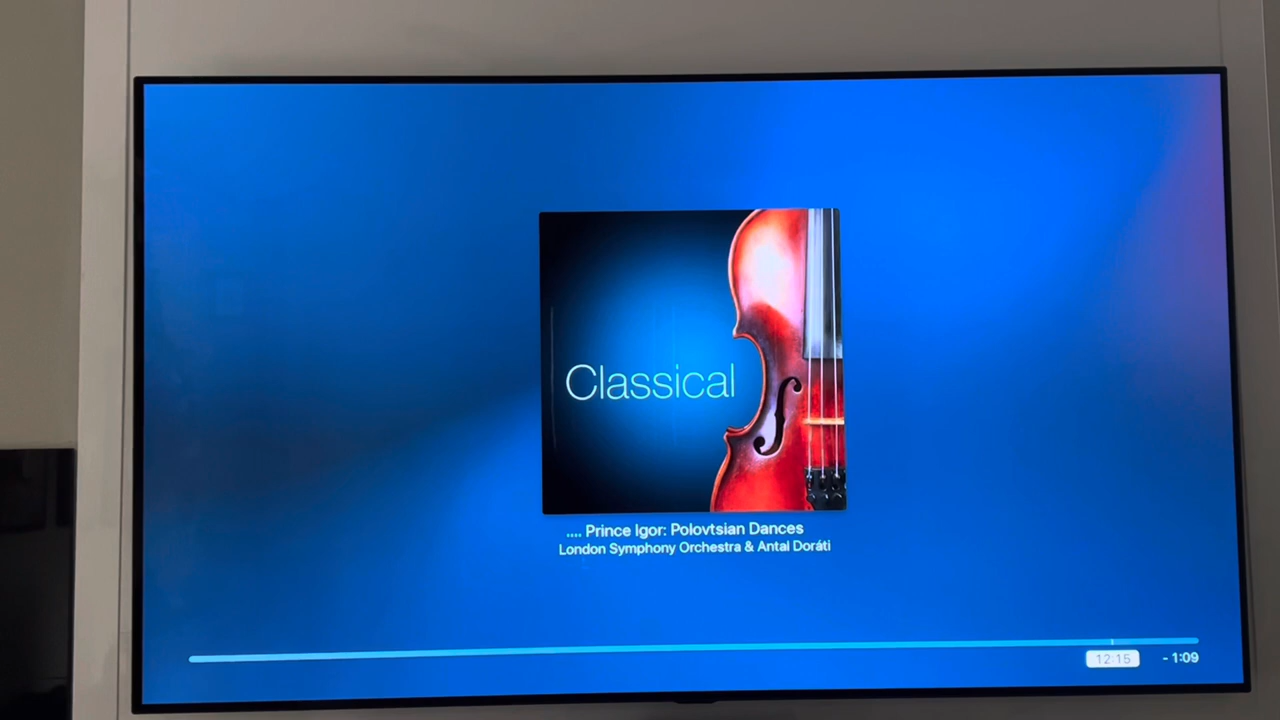 Classical
.... Prince Igor: Polovtsian Dances
London Symphony Orchestra & Antal Doráti
12:15
- 1:09